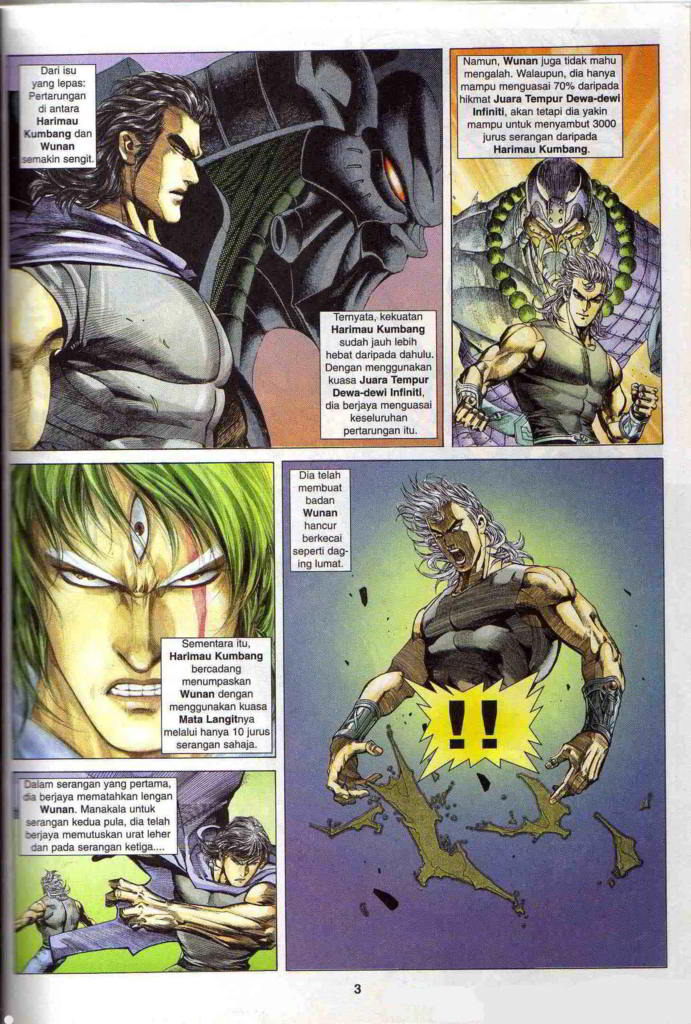 Dari isu
yang lepas:
Pertarungan
di antara
Harimau
Kumbang dan
Wunan
semakin sengit.
Ternyata, kekuatan
Harimau Kumbang
sudah jauh lebih
hebat daripada dahulu.
Dengan menggunakan
kuasa Juara Tempur
Dewa-dewi Infiniti,
dia berjaya menguasai
keseluruhan
pertarungan itu.
Namun, Wunan juga tidak mahu
mengalah. Walaupun, dia hanya
mampu menguasai 70% daripada
hikmat Juara Tempur Dewa-dewi
Infiniti, akan tetapi dia yakin
mampu untuk menyambut 3000
jurus serangan daripada
Harimau Kumbang.
Sementara itu,
Harimau Kumbang
bercadang
menumpaskan
Wunan dengan
menggunakan kuasa
Mata Langitnya
melalui hanya 10 jurus
serangan sahaja.
Dalam serangan yang pertama,
dia berjaya mematahkan lengan
Wunan. Manakala untuk
serangan kedua pula, dia telah
berjaya memutuskan urat leher
dan pada serangan ketiga....
Dia telah
membuat
badan
Wunan
hancur
berkecai
seperti dag-
ing lumat.
!!
3